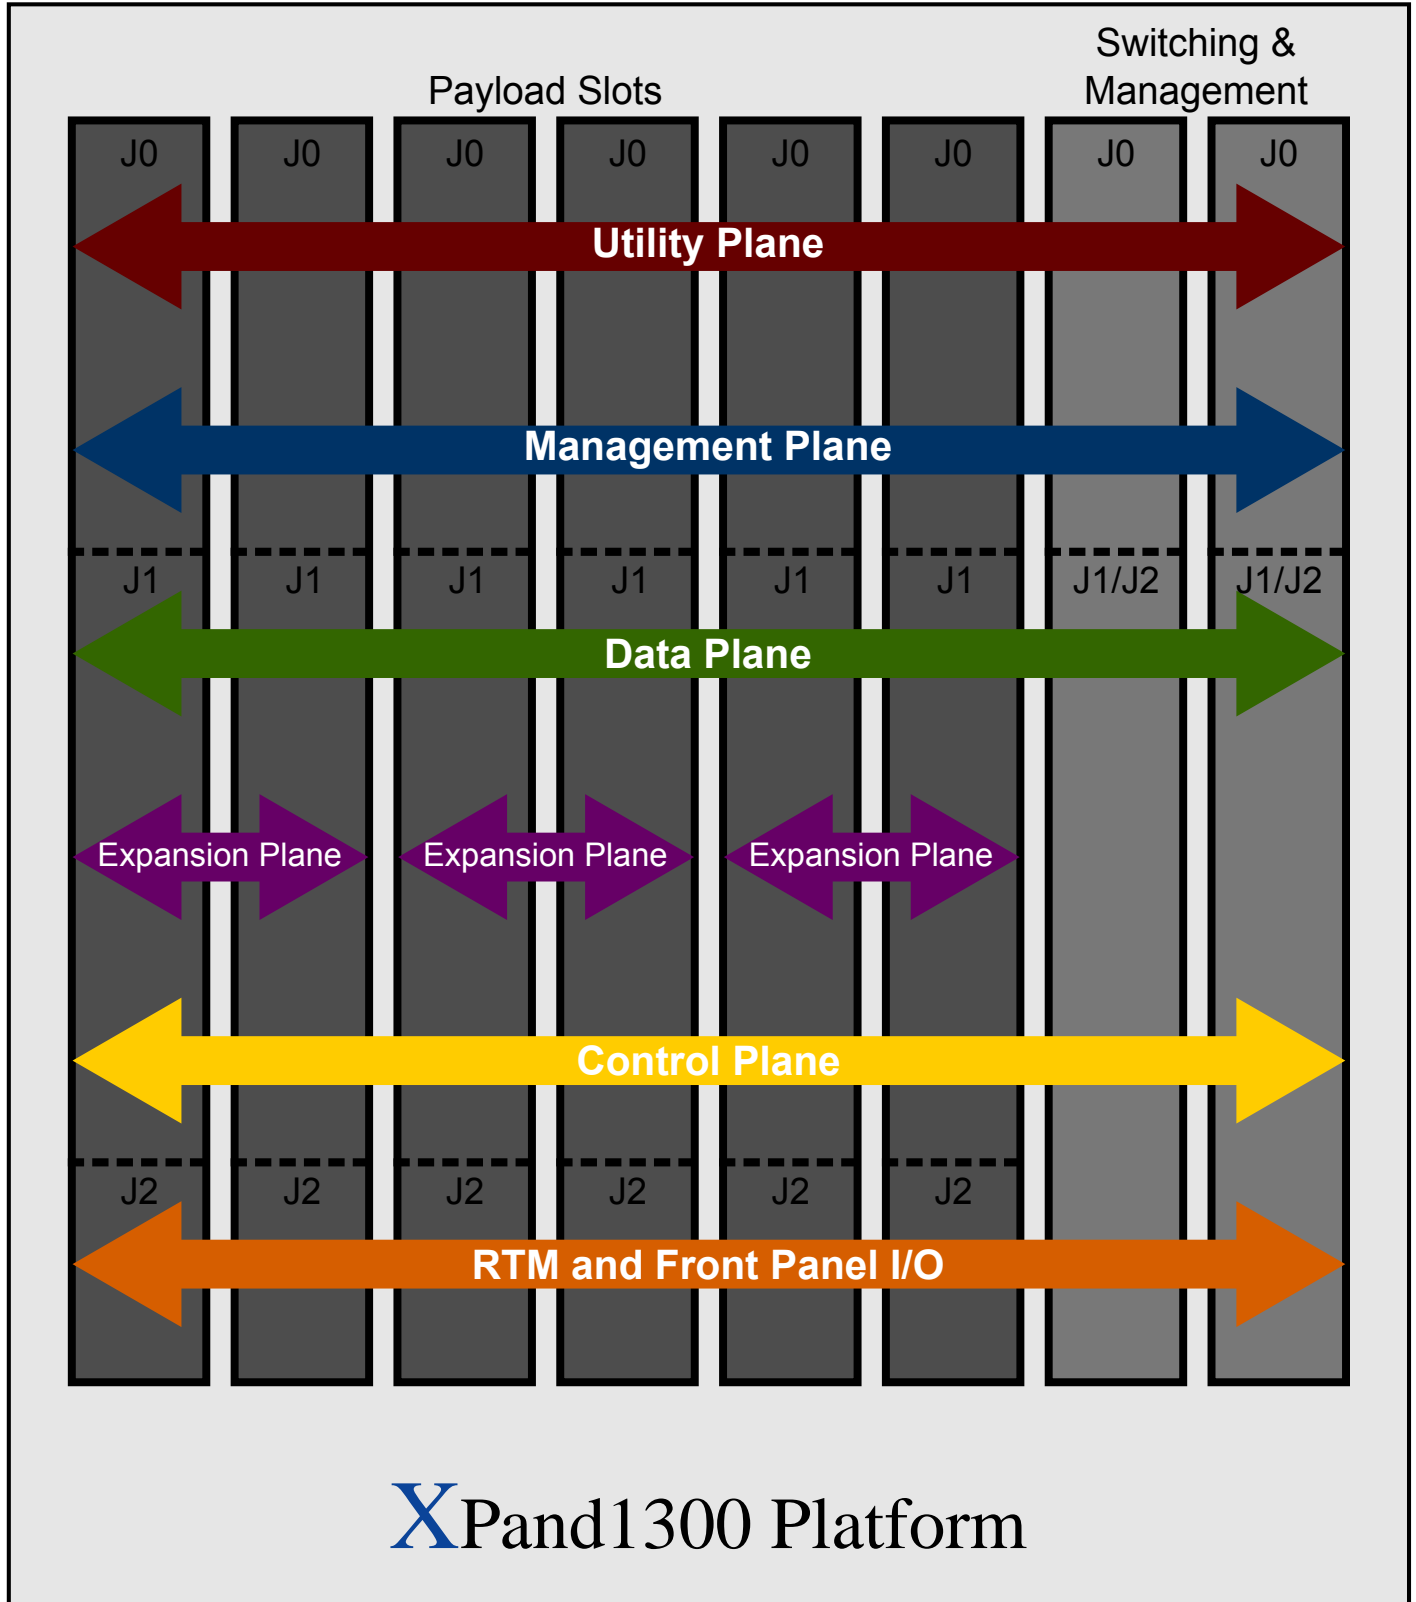 Switching &
Payload Slots Management
J0 J0 J0 J0 J0 J0 J0 J0
Utility Plane
Management Plane
J1 J1 J1 J1 J1 J1 J1/J2 J1/J2
Data Plane
Expansion Plane Expansion Plane Expansion Plane
Control Plane
J2 J2 J2 J2 J2 J2
RTM and Front Panel I/O
XPand1300 Platform